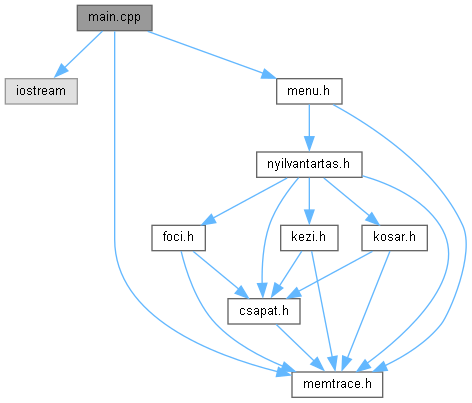 main.cpp
iostream
menu.h
nyilvantartas.h
foci.h
kezi.h
kosar.h
csapat.h
memtrace.h